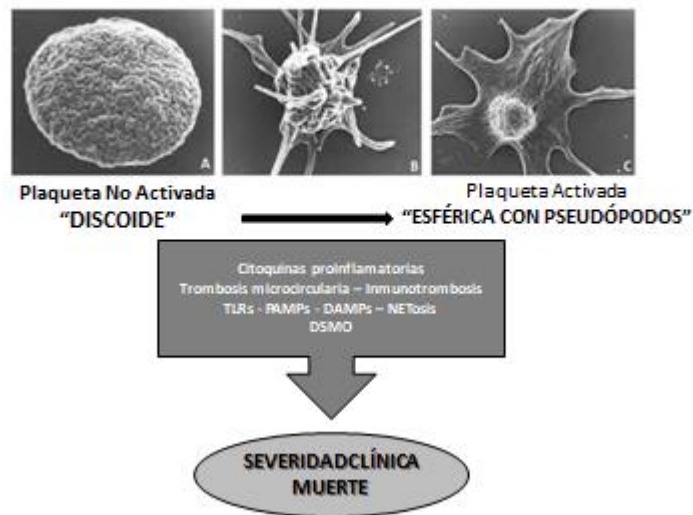 A
B
C
Plaqueta No Activada
"DISCOIDE"
Plaqueta Activada
"ESFÉRICA CON PSEUDÓPODOS"
Citoquinas proinflamatorias
Trombosis microcircularia – Inmunotrombosis
TLRs - PAMPs - DAMPs – NETosis
DSMO
SEVERIDADCLÍNICA
MUERTE